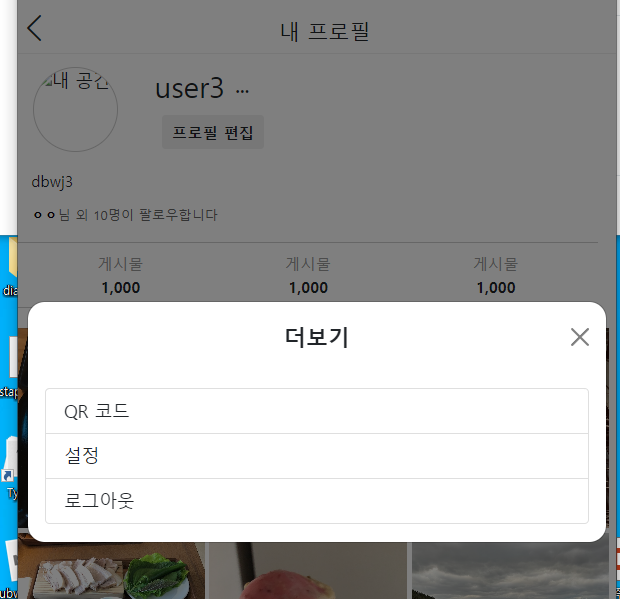 내 프로필
내 공간
user3 ...
프로필 편집
dbwj3
ㅇㅇ님 외 10명이 팔로우합니다
게시물 게시물 게시물
1,000 1,000 1,000
더보기
QR 코드
설정
로그아웃
dia
stap
Ty
ubw